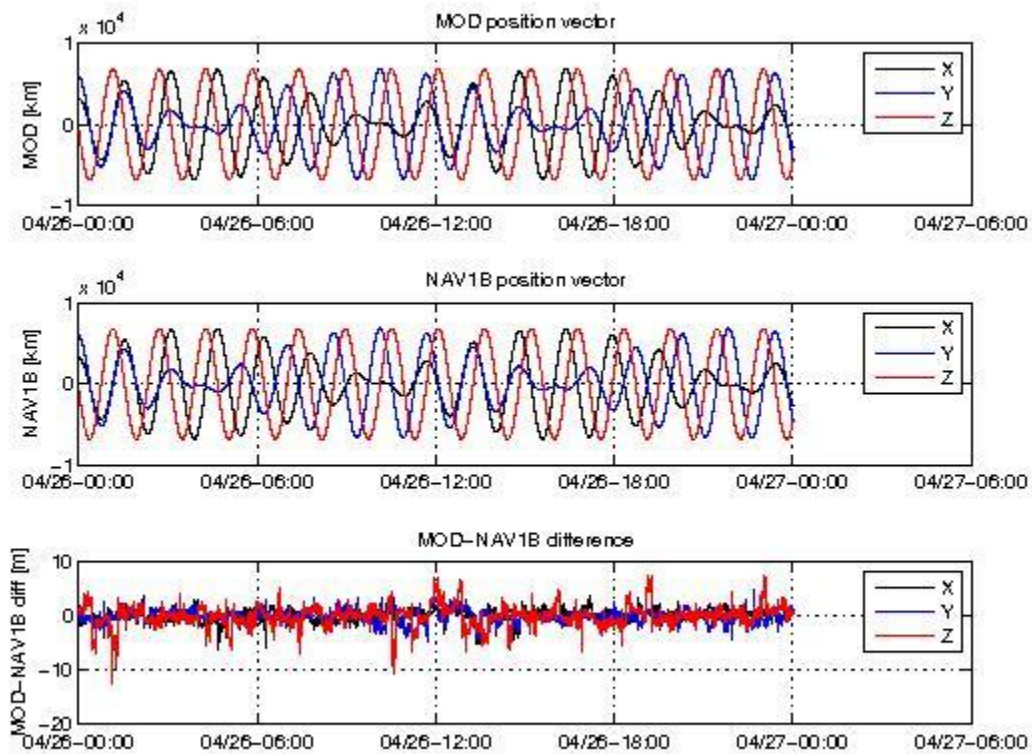 MOD position vector
x 10^4
1
0
-1
MOD [km]
X
Y
Z
04/26-00:00 04/26-06:00 04/26-12:00 04/26-18:00 04/27-00:00 04/27-06:00
NAV1B position vector
x 10^4
1
0
-1
NAV1B [km]
X
Y
Z
04/26-00:00 04/26-06:00 04/26-12:00 04/26-18:00 04/27-00:00 04/27-06:00
MOD-NAV1B difference
10
0
-10
-20
MOD-NAV1B diff [m]
X
Y
Z
04/26-00:00 04/26-06:00 04/26-12:00 04/26-18:00 04/27-00:00 04/27-06:00